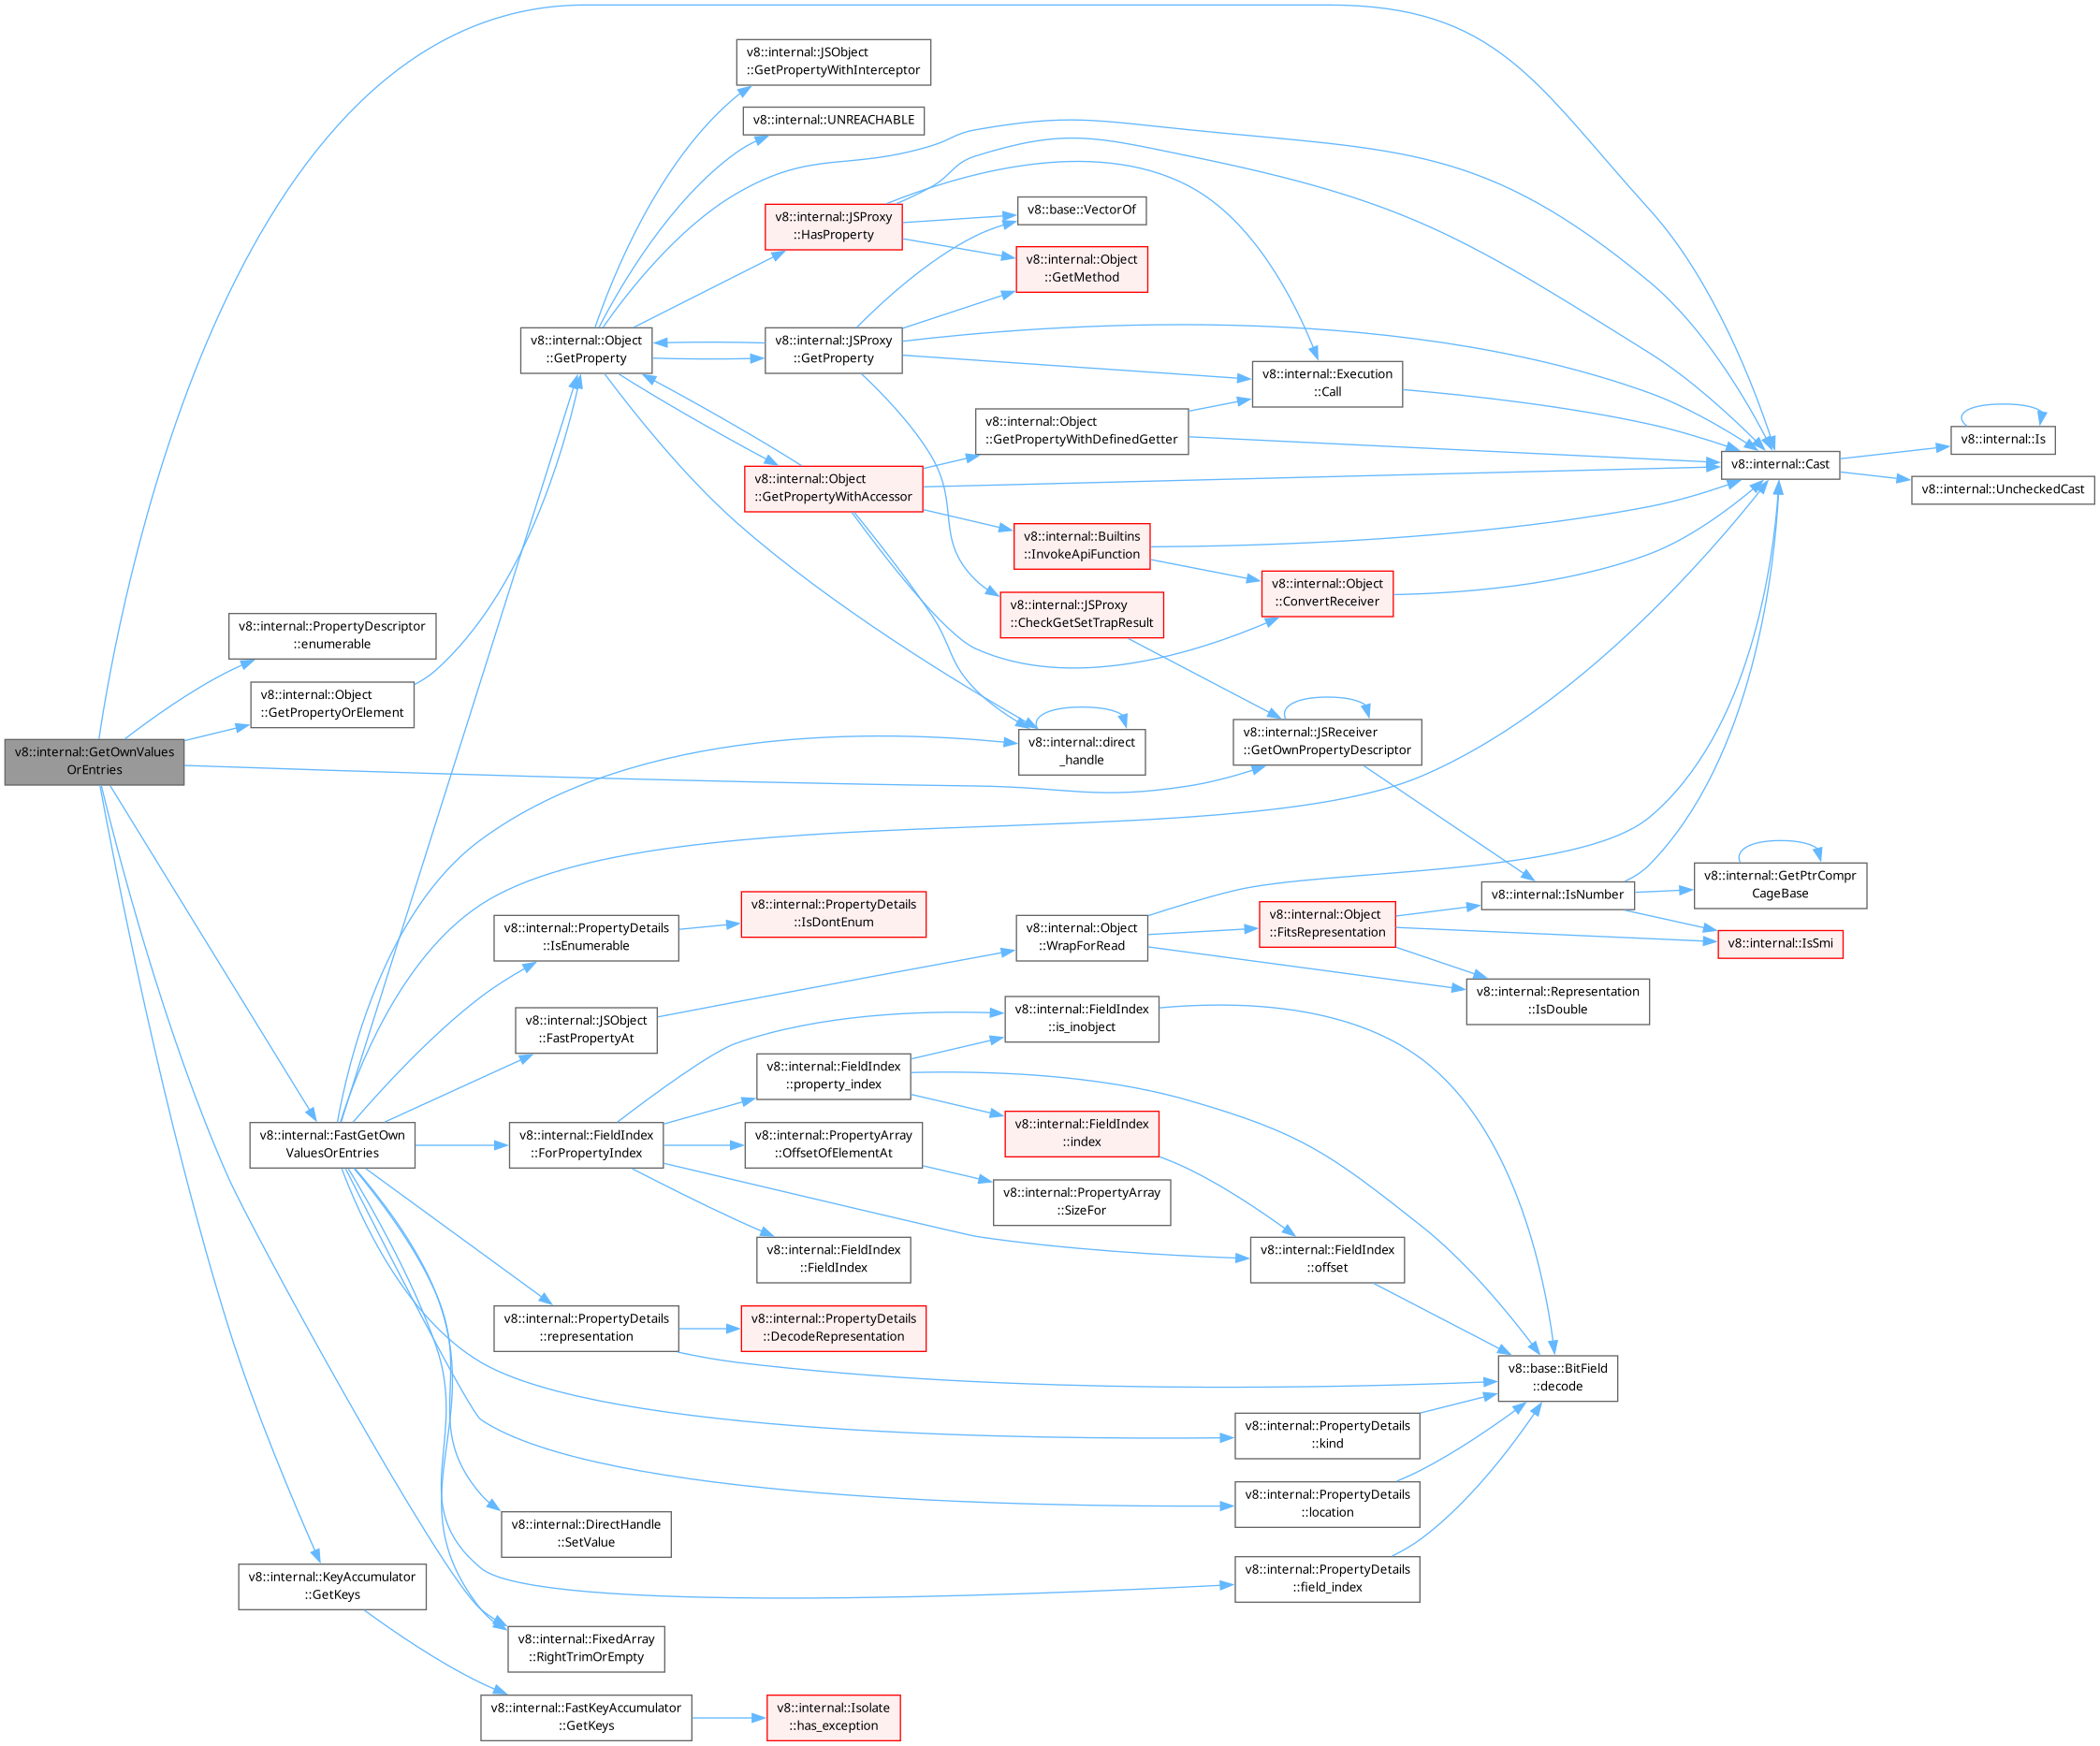 v8::internal::JSObject
::GetPropertyWithInterceptor
v8::internal::UNREACHABLE
v8::internal::JSProxy
::HasProperty
v8::base::VectorOf
v8::internal::Object
::GetMethod
v8::internal::Object
::GetProperty
v8::internal::JSProxy
::GetProperty
v8::internal::Execution
::Call
v8::internal::Object
::GetPropertyWithDefinedGetter
v8::internal::Is
v8::internal::Cast
v8::internal::UncheckedCast
v8::internal::Object
::GetPropertyWithAccessor
v8::internal::Builtins
::InvokeApiFunction
v8::internal::Object
::ConvertReceiver
v8::internal::JSProxy
::CheckGetSetTrapResult
v8::internal::PropertyDescriptor
::enumerable
v8::internal::Object
::GetPropertyOrElement
v8::internal::GetOwnValues
OrEntries
v8::internal::direct
_handle
v8::internal::JSReceiver
::GetOwnPropertyDescriptor
v8::internal::GetPtrCompr
CageBase
v8::internal::IsNumber
v8::internal::PropertyDetails
::IsDontEnum
v8::internal::PropertyDetails
::IsEnumerable
v8::internal::Object
::WrapForRead
v8::internal::Object
::FitsRepresentation
v8::internal::IsSmi
v8::internal::Representation
::IsDouble
v8::internal::JSObject
::FastPropertyAt
v8::internal::FieldIndex
::is_inobject
v8::internal::FieldIndex
::property_index
v8::internal::FastGetOwn
ValuesOrEntries
v8::internal::FieldIndex
::ForPropertyIndex
v8::internal::PropertyArray
::OffsetOfElementAt
v8::internal::FieldIndex
::index
v8::internal::PropertyArray
::SizeFor
v8::internal::FieldIndex
::FieldIndex
v8::internal::FieldIndex
::offset
v8::internal::PropertyDetails
::representation
v8::internal::PropertyDetails
::DecodeRepresentation
v8::base::BitField
::decode
v8::internal::PropertyDetails
::kind
v8::internal::PropertyDetails
::location
v8::internal::DirectHandle
::SetValue
v8::internal::PropertyDetails
::field_index
v8::internal::KeyAccumulator
::GetKeys
v8::internal::FixedArray
::RightTrimOrEmpty
v8::internal::FastKeyAccumulator
::GetKeys
v8::internal::Isolate
::has_exception